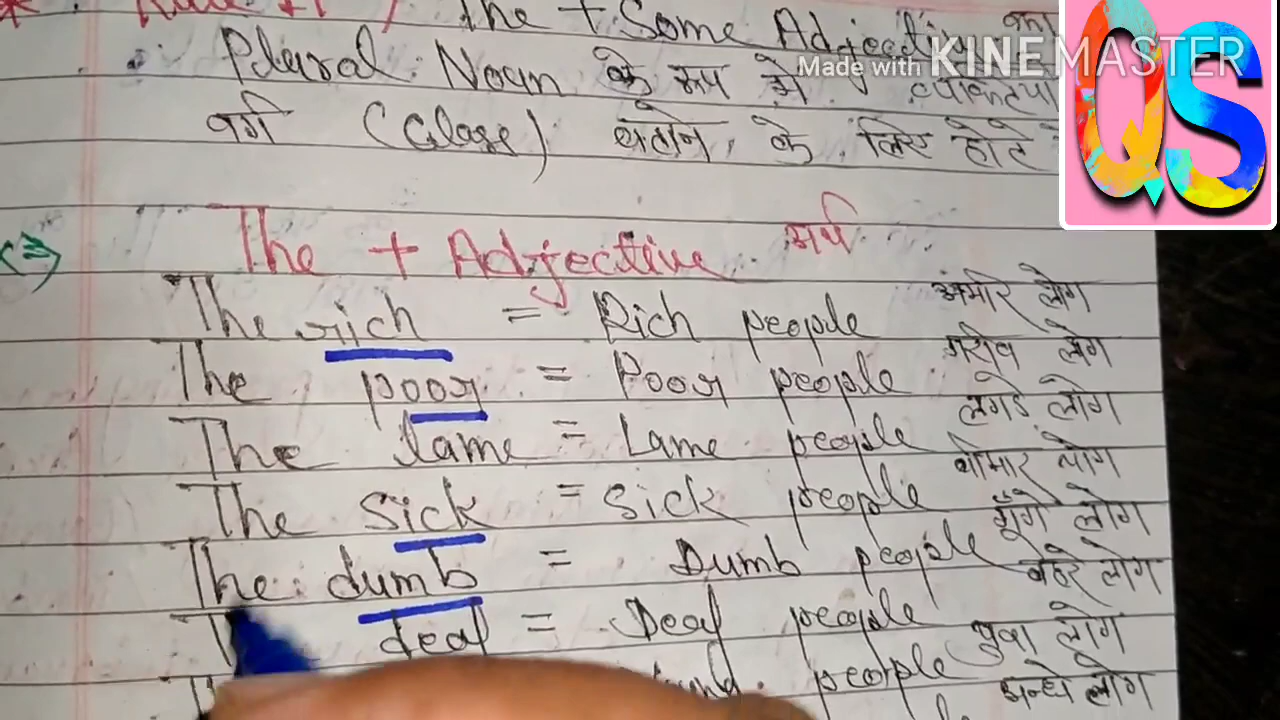 The + Some Adjective का
Plural Noun के रूप में
वर्ग (Class) बताने के लिए होते
The + Adjective अर्थ
The rich = Rich people अमीर लोग
The poor = Poor people गरीब लोग
The lame = Lame people लगडे लोग
The sick = Sick people बीमार लोग
The dumb = Dumb people गूँगे लोग
deaf = Deaf people बहरे लोग
people युवा लोग
अन्धे लोग
Made with KINEMASTER
QS